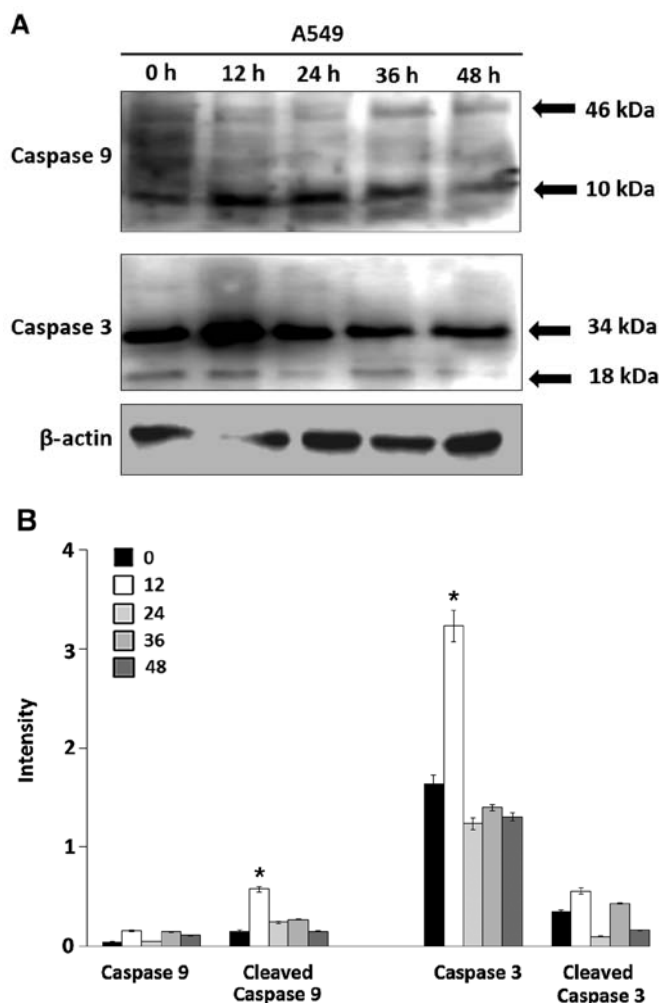 A
A549
0 h 12 h 24 h 36 h 48 h
Caspase 9
46 kDa
10 kDa
Caspase 3
34 kDa
18 kDa
β-actin
B
4
3
2
1
0
Intensity
0
12
24
36
48
*
*
Caspase 9
Cleaved
Caspase 9
Caspase 3
Cleaved
Caspase 3